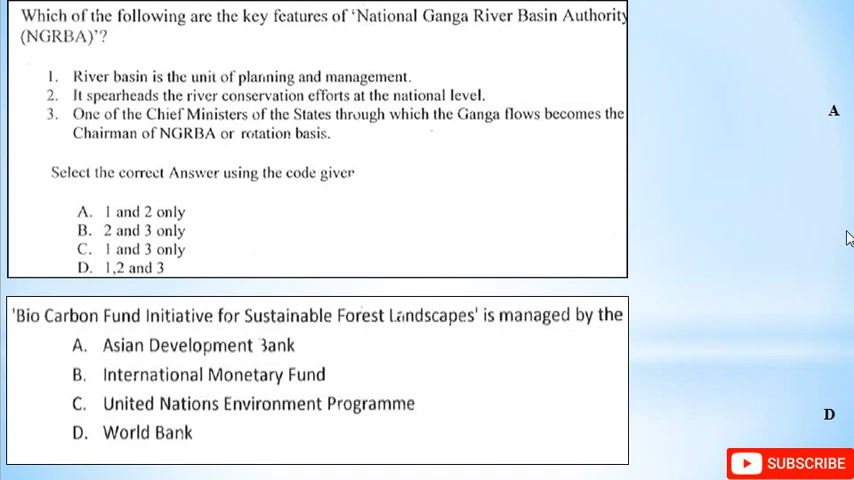 Which of the following are the key features of ‘National Ganga River Basin Authority
(NGRBA)’?
1. River basin is the unit of planning and management.
2. It spearheads the river conservation efforts at the national level.
3. One of the Chief Ministers of the States through which the Ganga flows becomes the
Chairman of NGRBA or rotation basis.
A
Select the correct Answer using the code given
A. 1 and 2 only
B. 2 and 3 only
C. 1 and 3 only
D. 1,2 and 3
'Bio Carbon Fund Initiative for Sustainable Forest Landscapes' is managed by the
A. Asian Development Bank
B. International Monetary Fund
C. United Nations Environment Programme
D. World Bank
D
SUBSCRIBE